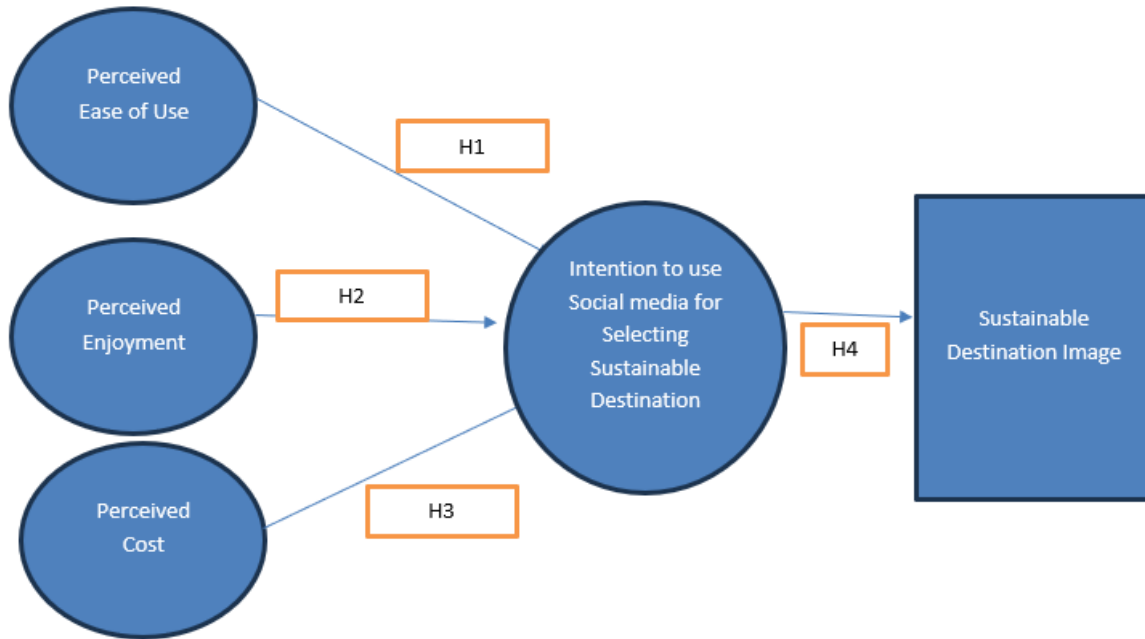 Perceived
Ease of Use
H1
Perceived
Enjoyment
H2
Intention to use
Social media for
Selecting
Sustainable
Destination
H4
Sustainable
Destination Image
Perceived
Cost
H3